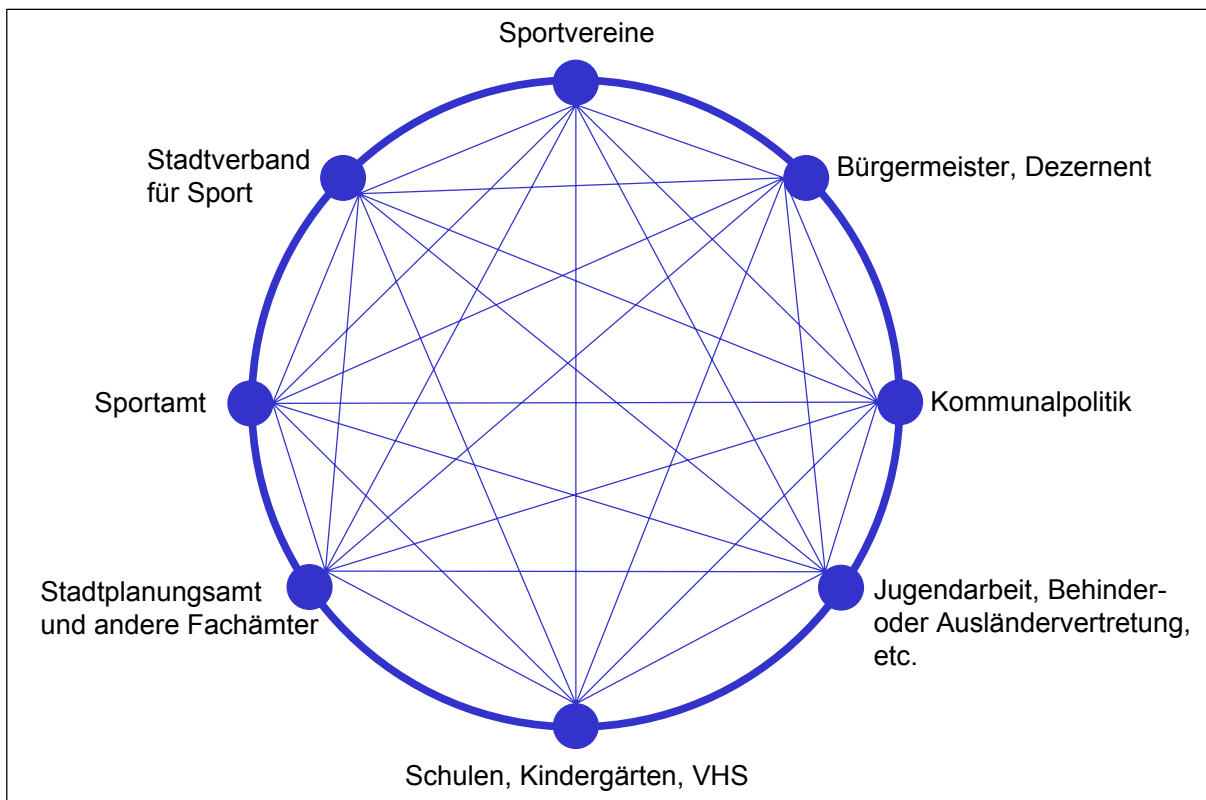 Sportvereine
Stadtverband
für Sport
Bürgermeister, Dezernent
Sportamt
Kommunalpolitik
Stadtplanungsamt
und andere Fachämter
Jugendarbeit, Behinder-
oder Ausländervertretung,
etc.
Schulen, Kindergärten, VHS